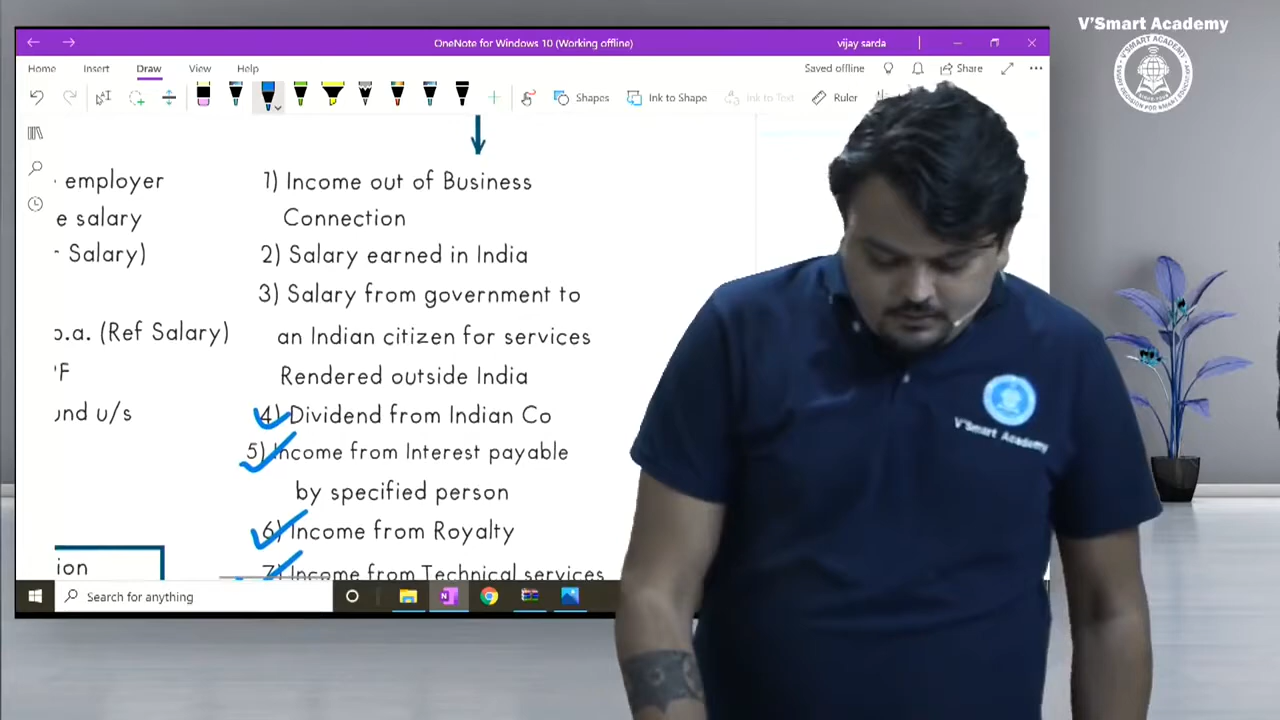 V'Smart Academy
OneNote for Windows 10 (Working offline)
vijay sarda
Home Insert Draw View Help
Saved offline
Share
Shapes
Ink to Shape
Ink to Text
Ruler
employer
e salary
Salary)
(Ref Salary)
und u/s
ion
1) Income out of Business
Connection
2) Salary earned in India
3) Salary from government to
an Indian citizen for services
Rendered outside India
4) Dividend from Indian Co
5) Income from Interest payable
by specified person
6) Income from Royalty
7) Income from Technical services
Search for anything
V'Smart Academy